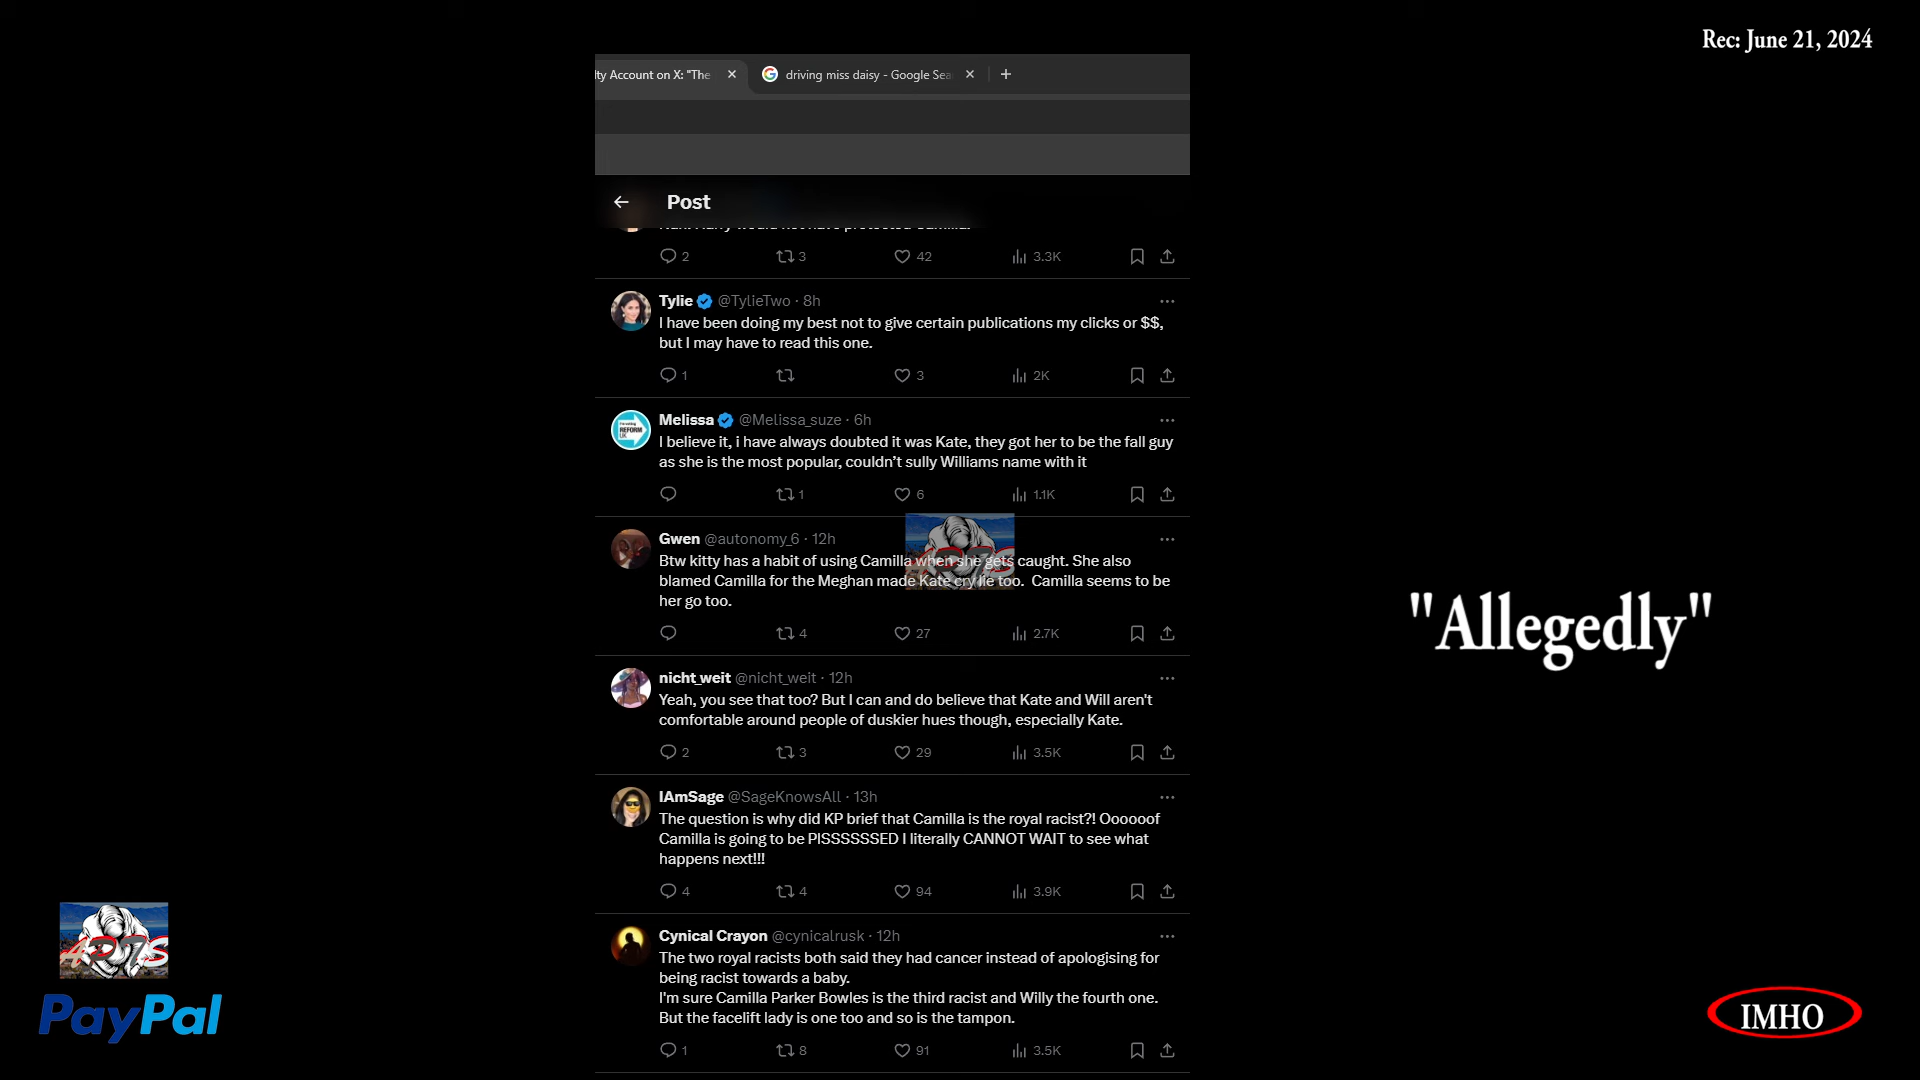 Rec: June 21, 2024
lty Account on X: "The
driving miss daisy - Google Sea
Post
2 3 42 3.3K
Tylie @TylieTwo · 8h
I have been doing my best not to give certain publications my clicks or $$,
but I may have to read this one.
1 3 2K
Melissa @Melissa_suze · 6h
I'm voting
REFORM
UK
I believe it, i have always doubted it was Kate, they got her to be the fall guy
as she is the most popular, couldn't sully Williams name with it
1 6 1.1K
Gwen @autonomy_6 · 12h
Btw kitty has a habit of using Camilla when she gets caught. She also
blamed Camilla for the Meghan made Kate cry lie too. Camilla seems to be
her go too.
4 27 2.7K
"Allegedly"
nicht_weit @nicht_weit · 12h
Yeah, you see that too? But I can and do believe that Kate and Will aren't
comfortable around people of duskier hues though, especially Kate.
2 3 29 3.5K
IAmSage @SageKnowsAll · 13h
The question is why did KP brief that Camilla is the royal racist?! Oooooof
Camilla is going to be PISSSSSSED I literally CANNOT WAIT to see what
happens next!!!
4 4 94 3.9K
Cynical Crayon @cynicalrusk · 12h
The two royal racists both said they had cancer instead of apologising for
being racist towards a baby.
I'm sure Camilla Parker Bowles is the third racist and Willy the fourth one.
But the facelift lady is one too and so is the tampon.
1 8 91 3.5K
PayPal
IMHO